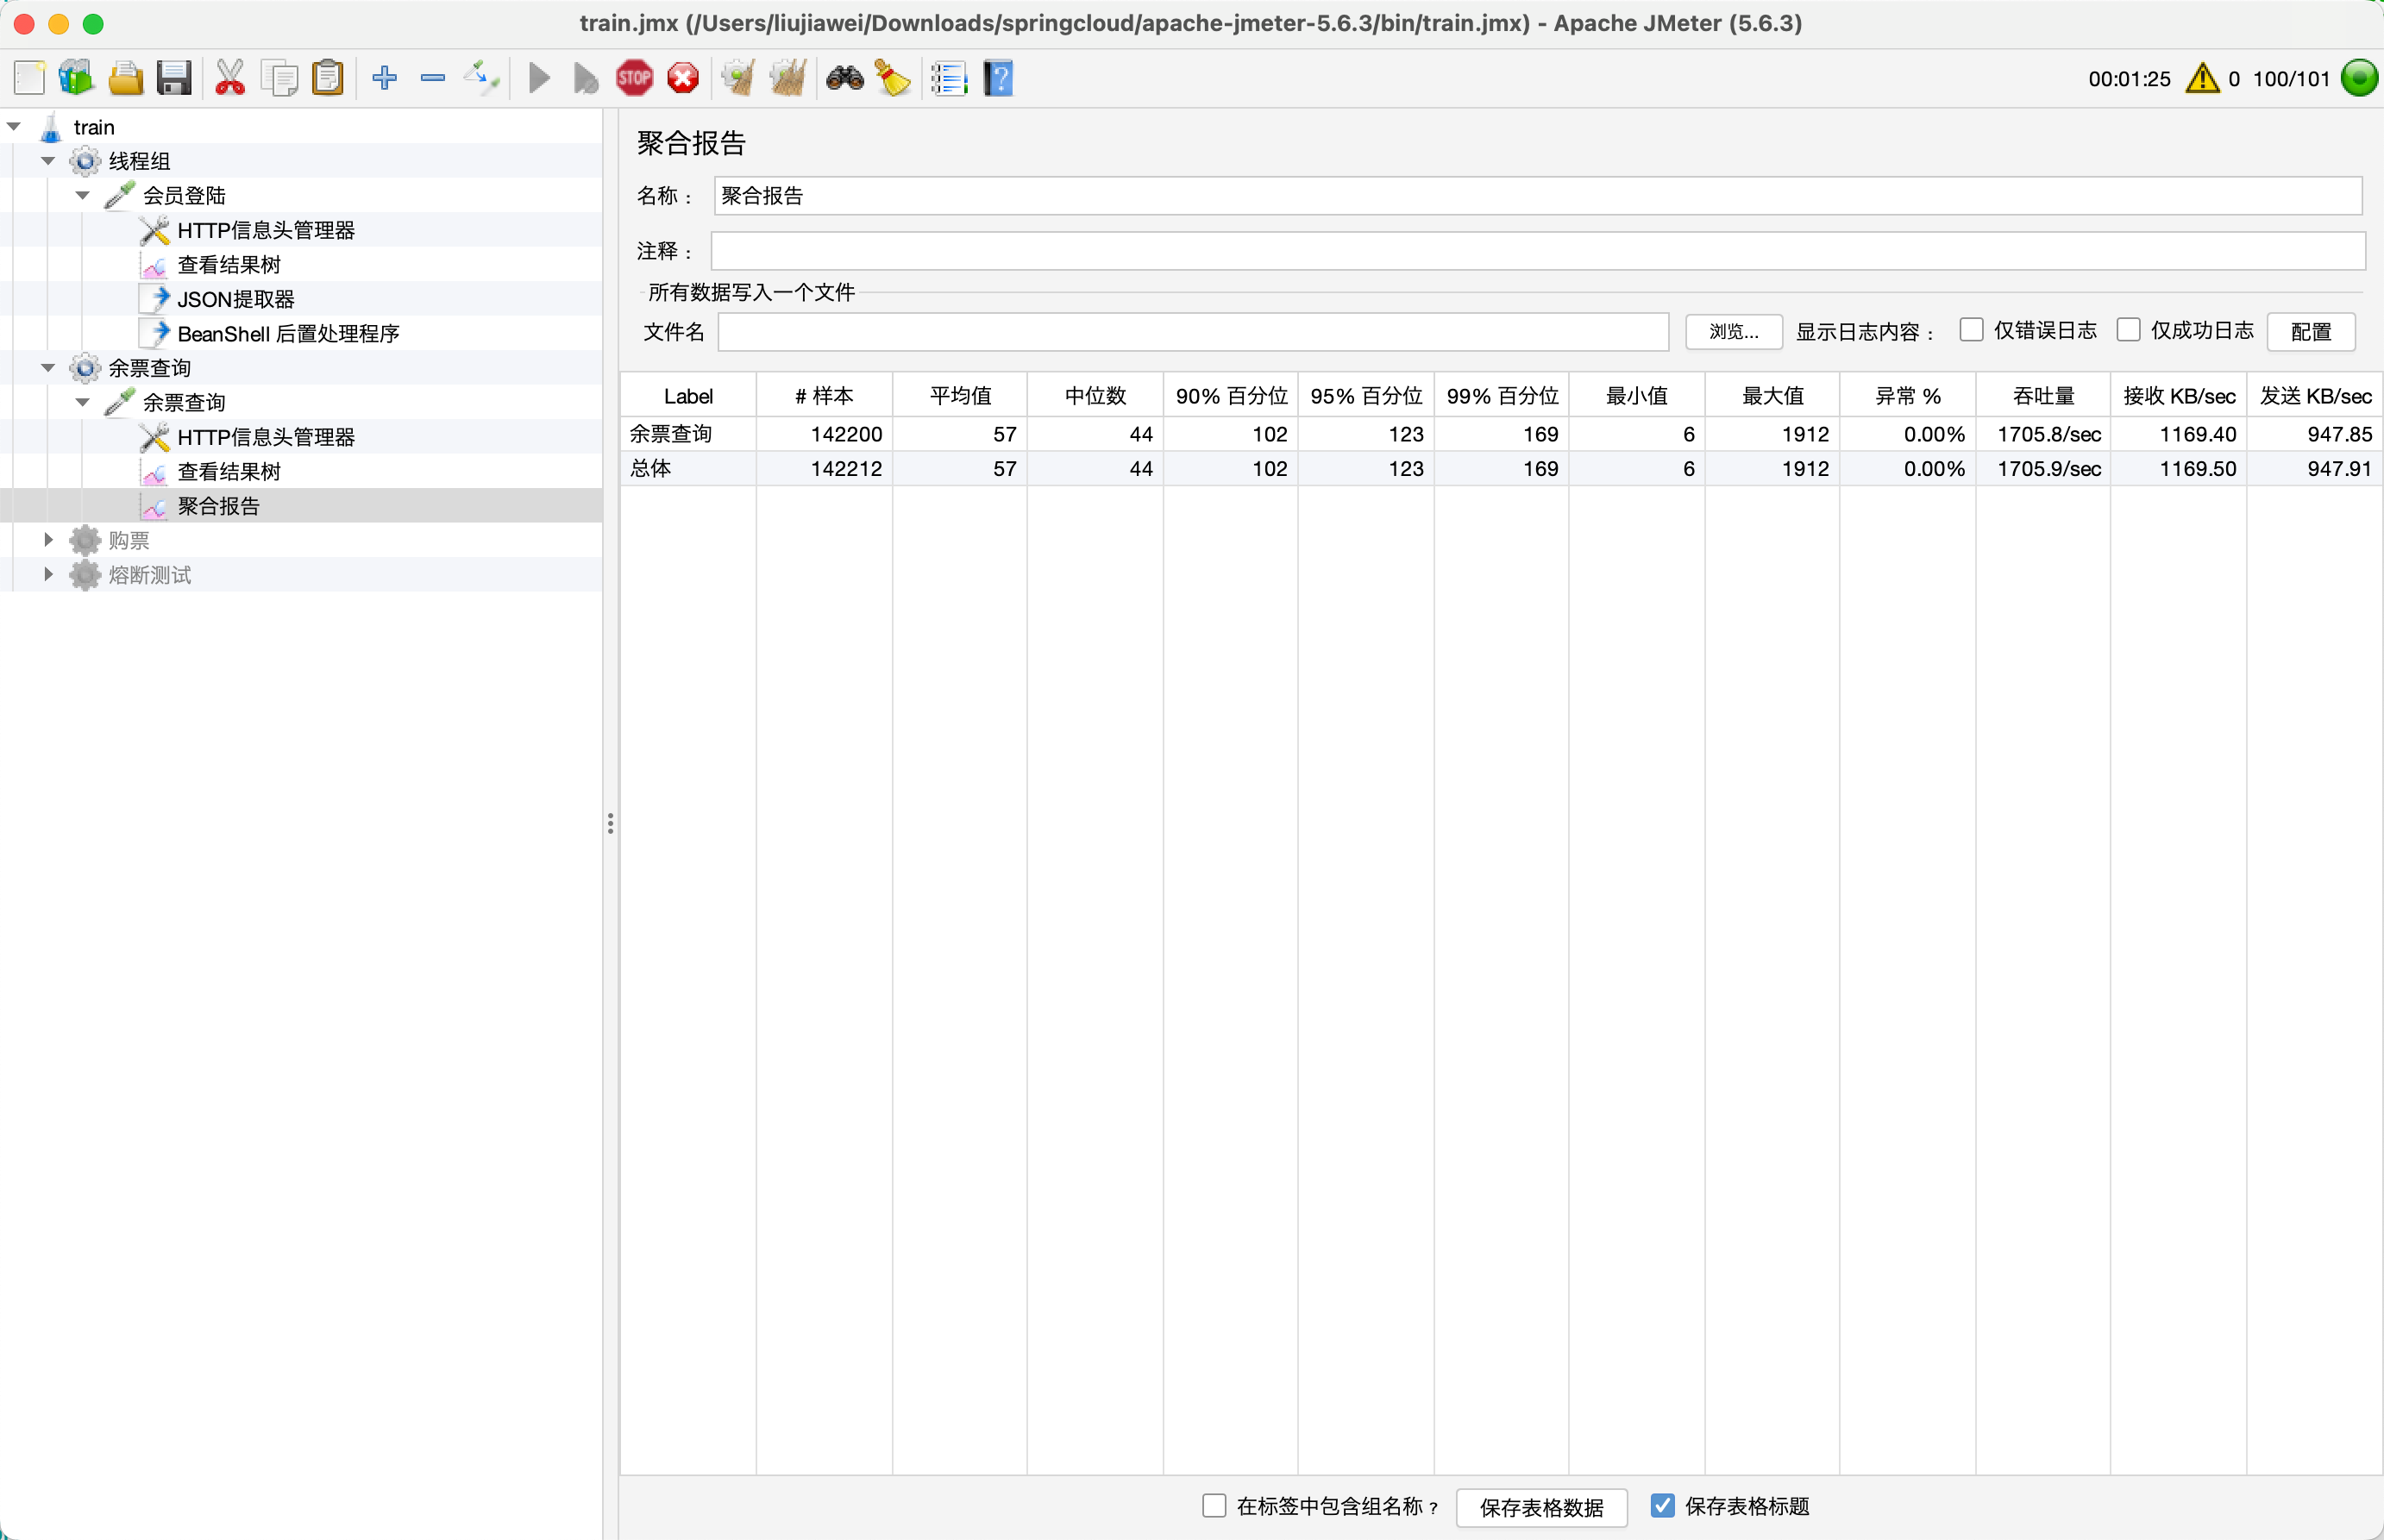 train.jmx (/Users/liujiawei/Downloads/springcloud/apache-jmeter-5.6.3/bin/train.jmx) - Apache JMeter (5.6.3)
STOP
00:01:25 0 100/101
train
线程组
会员登陆
HTTP信息头管理器
查看结果树
JSON提取器
BeanShell 后置处理程序
余票查询
余票查询
HTTP信息头管理器
查看结果树
聚合报告
购票
熔断测试
聚合报告
名称： 聚合报告
注释：
所有数据写入一个文件
文件名 浏览... 显示日志内容： 仅错误日志 仅成功日志 配置
Label # 样本 平均值 中位数 90% 百分位 95% 百分位 99% 百分位 最小值 最大值 异常 % 吞吐量 接收 KB/sec 发送 KB/sec
余票查询 142200 57 44 102 123 169 6 1912 0.00% 1705.8/sec 1169.40 947.85
总体 142212 57 44 102 123 169 6 1912 0.00% 1705.9/sec 1169.50 947.91
在标签中包含组名称？ 保存表格数据 保存表格标题